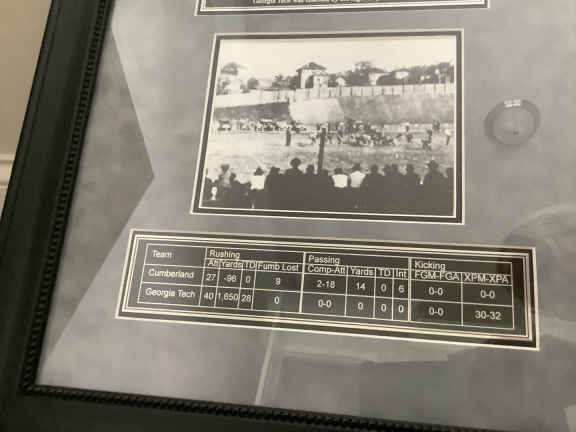 Georgia Tech was coached by the
Team Rushing Passing Kicking
Att Yards TD Fumb Lost Comp-Att Yards TD Int FGM-FGA XPM-XPA
Cumberland 27 -96 0 9 2-18 14 0 6 0-0 0-0
Georgia Tech 40 1,650 28 0 0-0 0 0 0 0-0 30-32